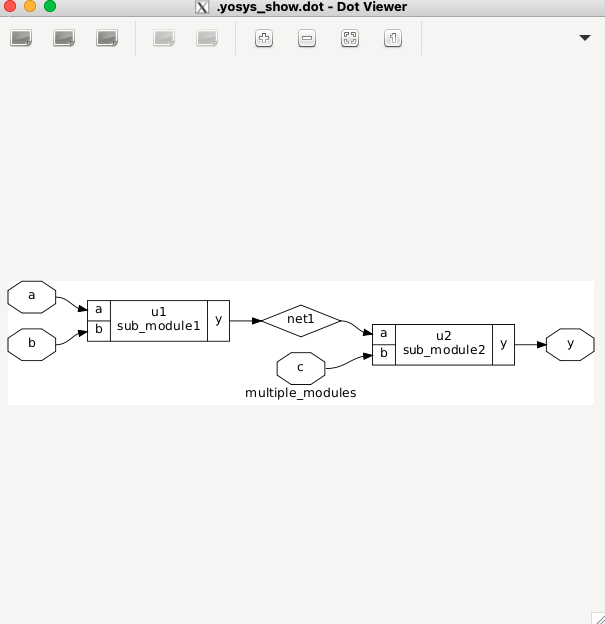 .yosys_show.dot - Dot Viewer
a
b
a
b
u1
sub_module1
y
net1
c
a
b
u2
sub_module2
y
y
multiple_modules